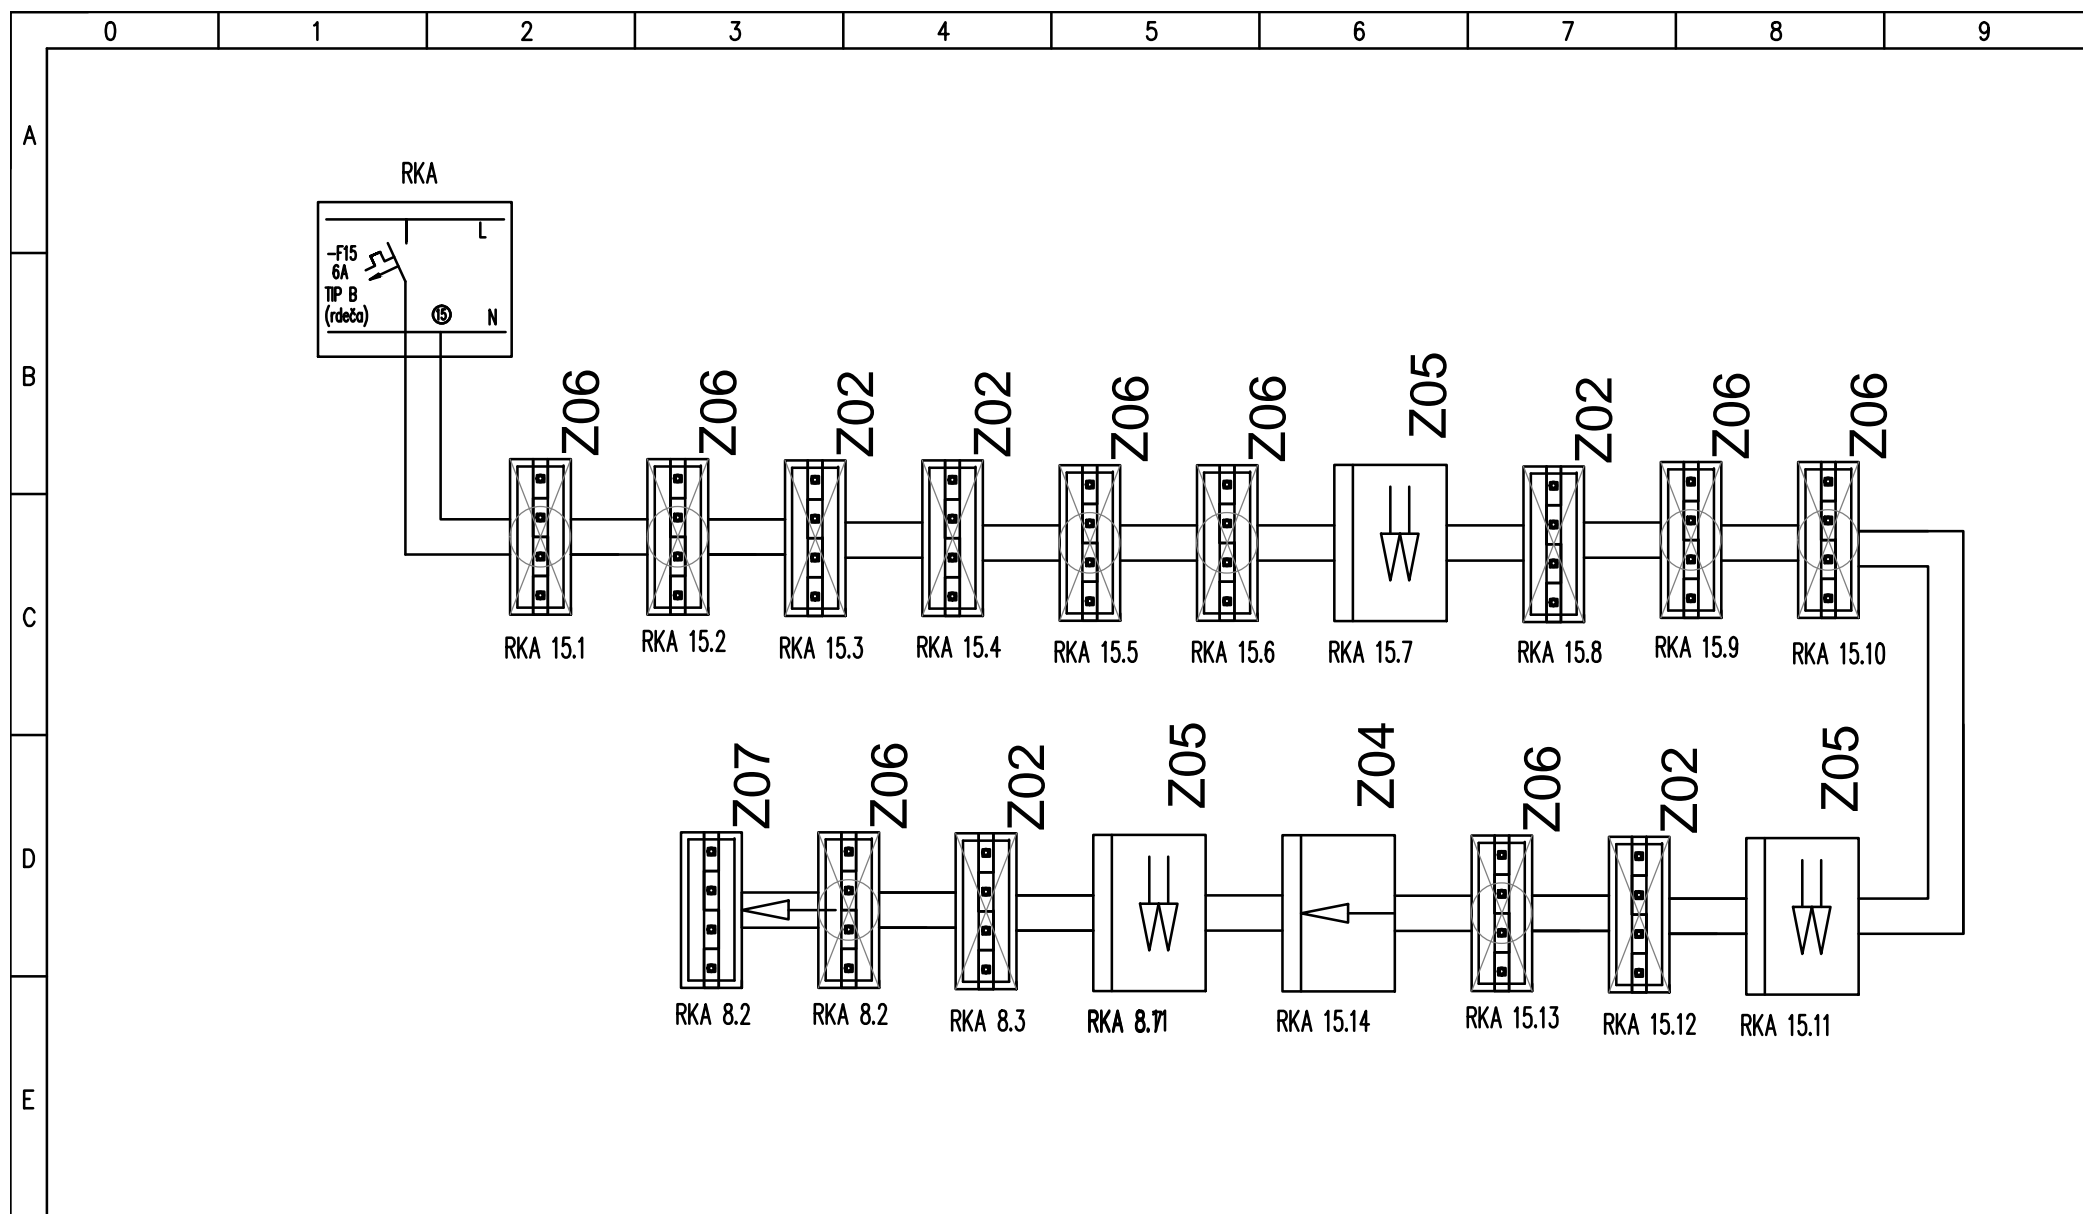 0 1 2 3 4 5 6 7 8 9
A
RKA
L
-F15
6A
TIP B
(rdeča)
15
N
B
Z06 Z06 Z02 Z02 Z06 Z06 Z05 Z02 Z06 Z06
C
RKA 15.1 RKA 15.2 RKA 15.3 RKA 15.4 RKA 15.5 RKA 15.6 RKA 15.7 RKA 15.8 RKA 15.9 RKA 15.10
Z07 Z06 Z02 Z05 Z04 Z06 Z02 Z05
D
RKA 8.2 RKA 8.2 RKA 8.3 RKA RKA 15.14 RKA 15.13 RKA 15.12 RKA 15.11
E